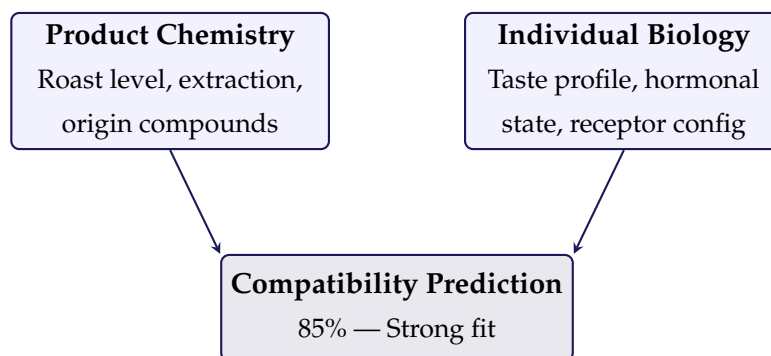 Product Chemistry
Roast level, extraction,
origin compounds
Individual Biology
Taste profile, hormonal
state, receptor config
Compatibility Prediction
85% — Strong fit